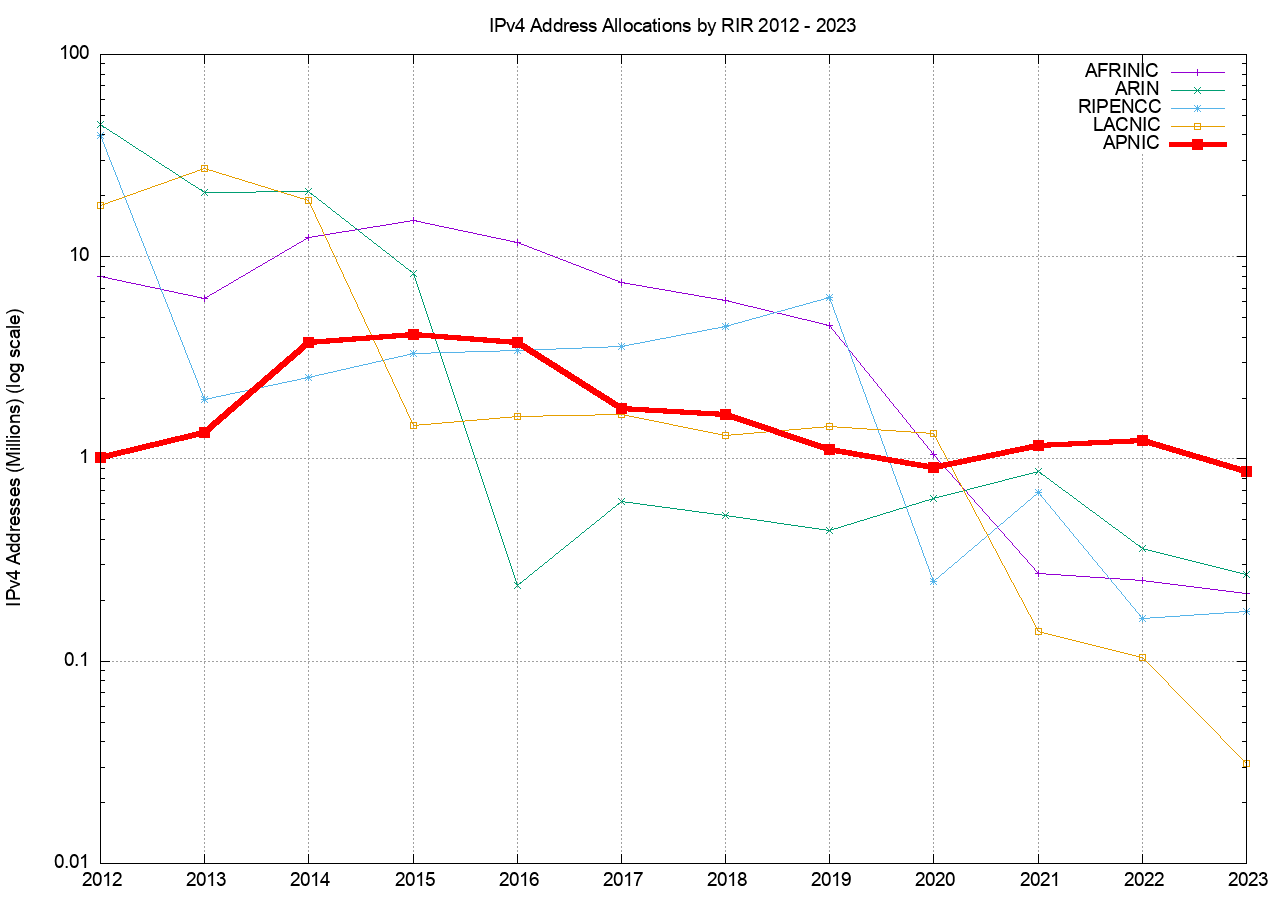 IPv4 Address Allocations by RIR 2012 - 2023
100
10
1
0.1
0.01
IPv4 Addresses (Millions) (log scale)
AFRINIC
ARIN
RIPENCC
LACNIC
APNIC
2012 2013 2014 2015 2016 2017 2018 2019 2020 2021 2022 2023